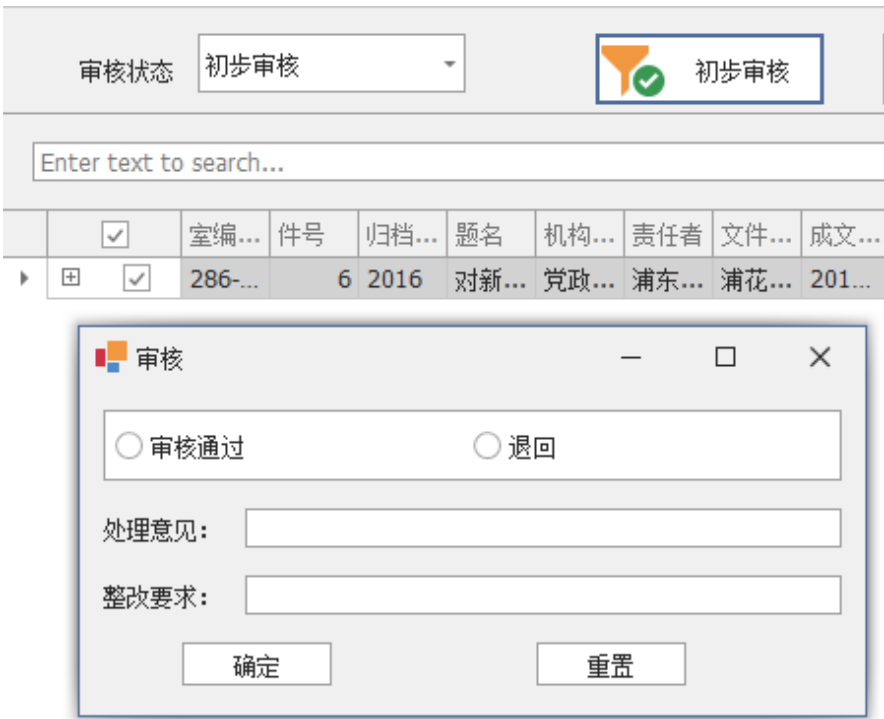 审核状态 初步审核 初步审核
Enter text to search...
室编... 件号 归档... 题名 机构... 责任者 文件... 成文...
286-... 6 2016 对新... 党政... 浦东... 浦花... 201...
审核
审核通过 退回
处理意见：
整改要求：
确定 重置